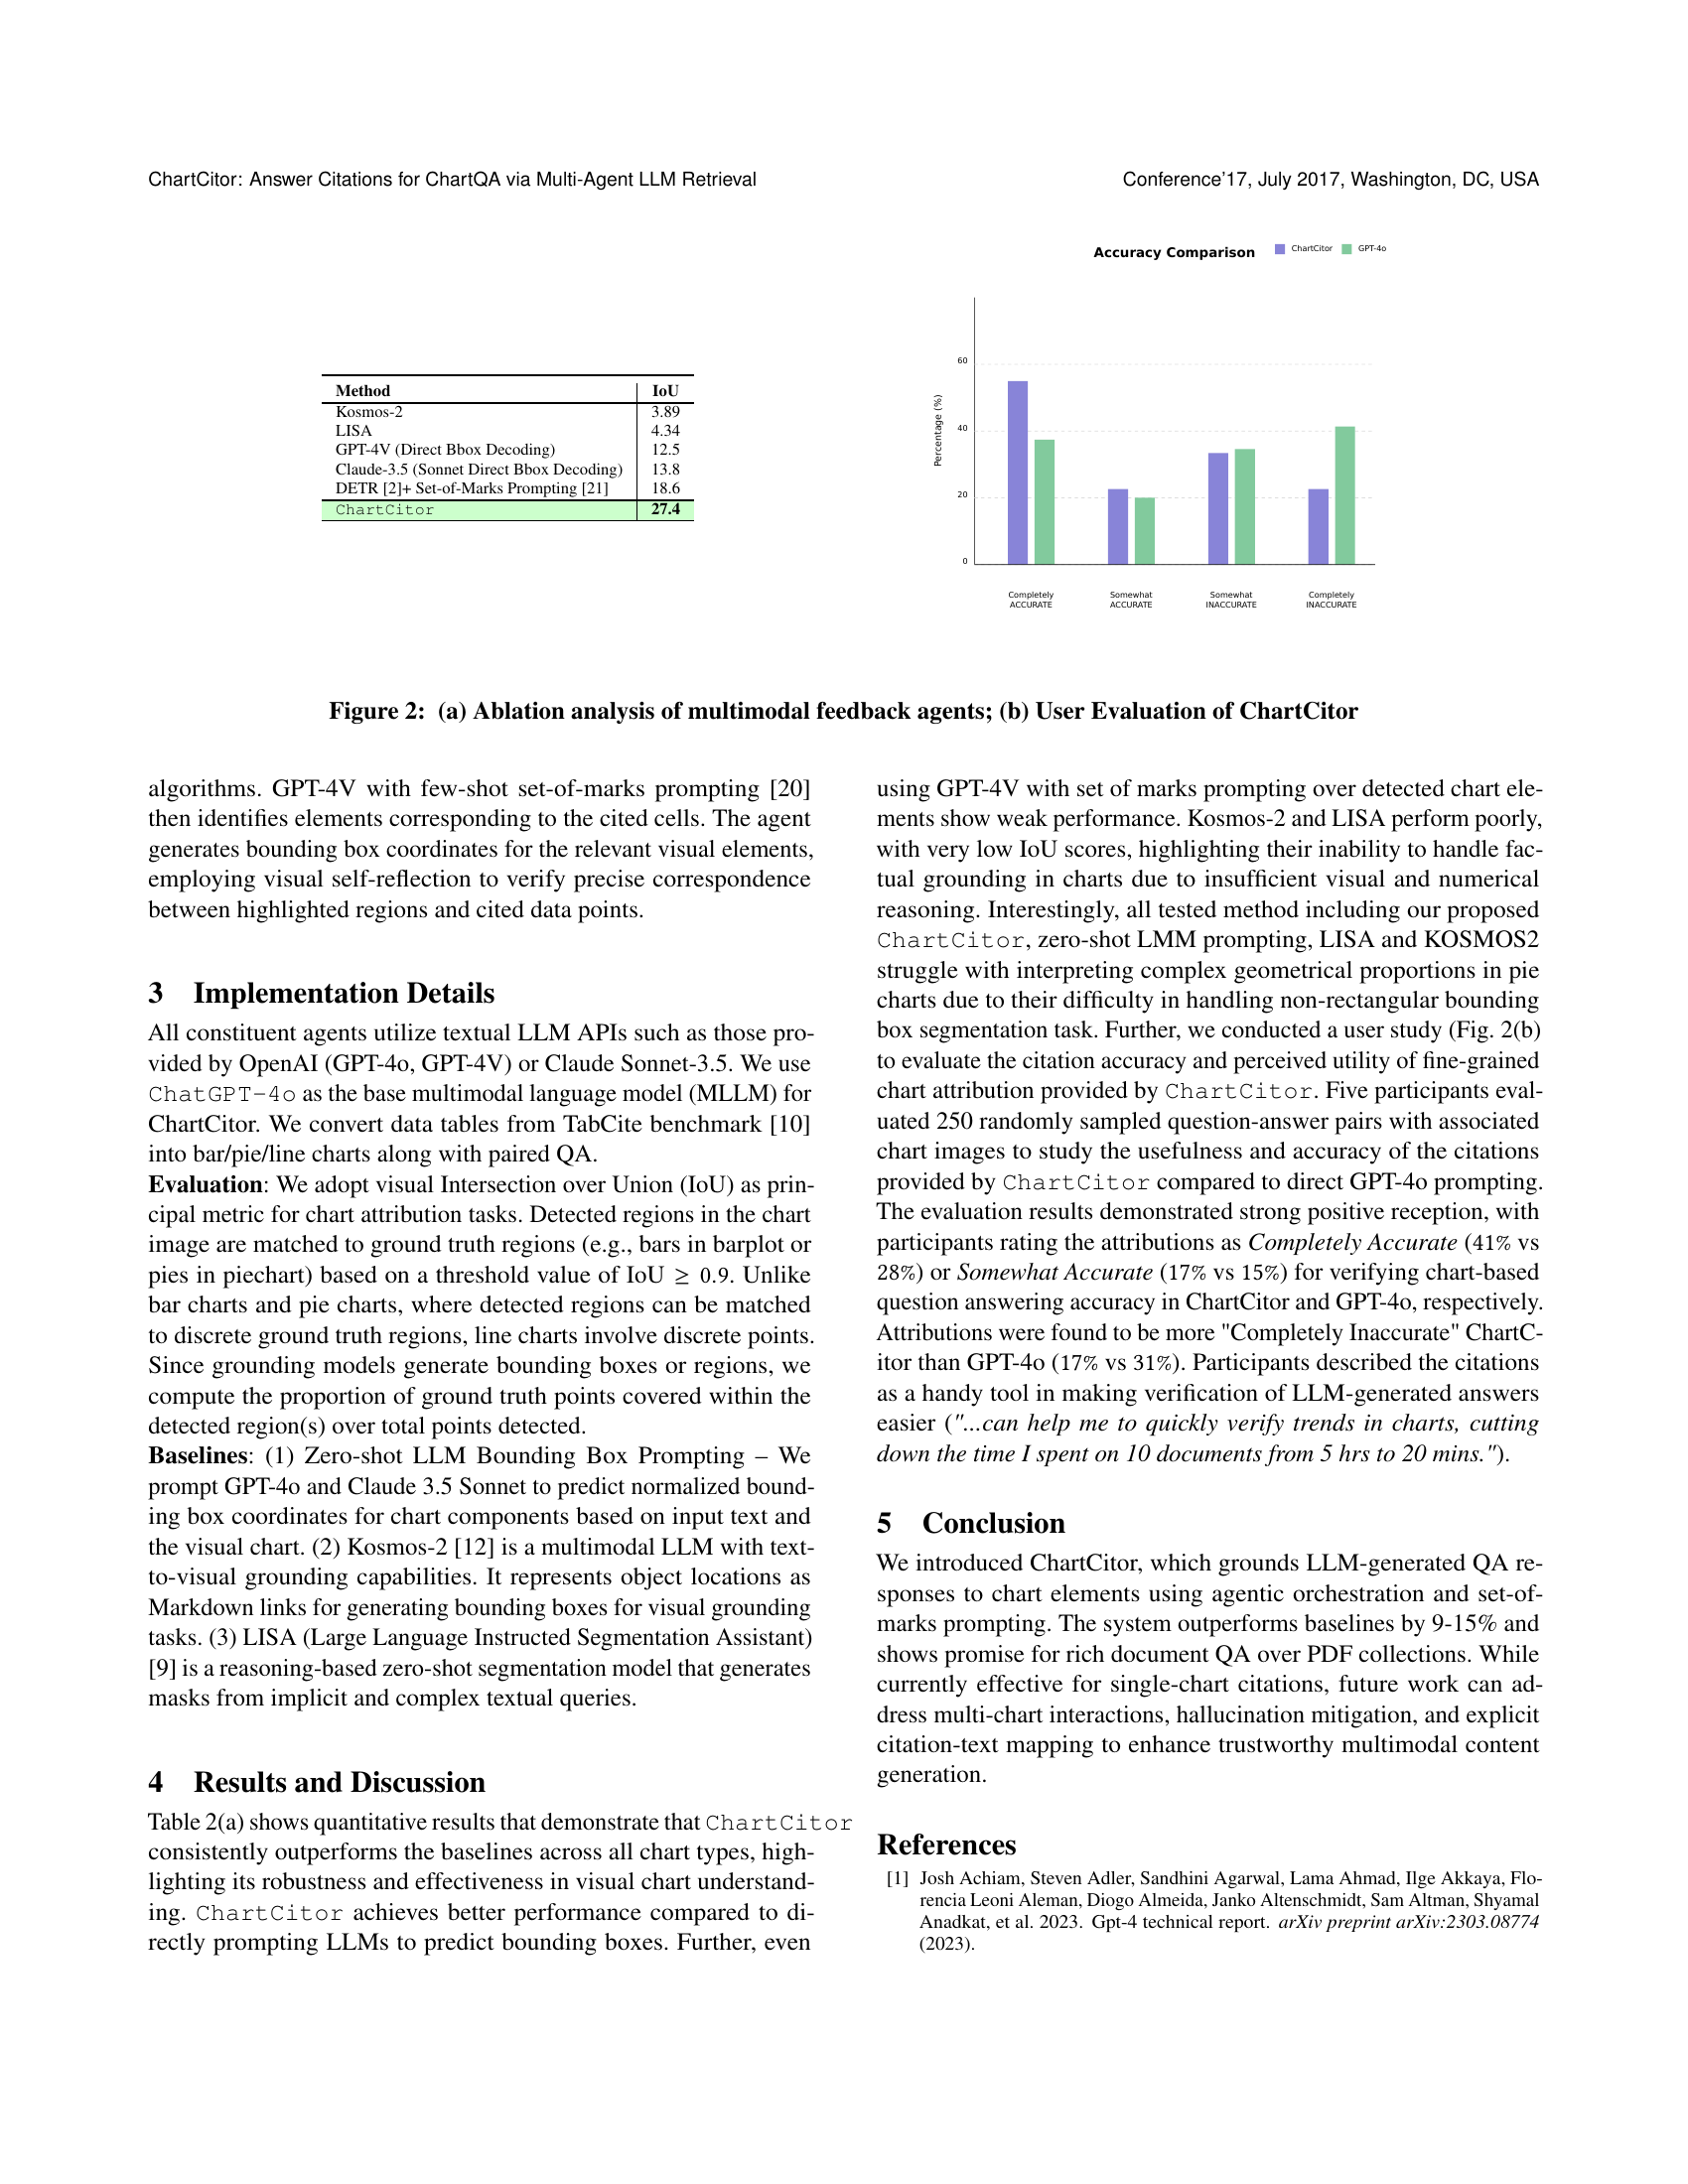 ChartCitor: Answer Citations for ChartQA via Multi-Agent LLM Retrieval
Conference'17, July 2017, Washington, DC, USA
Method IoU
Kosmos-2 3.89
LISA 4.34
GPT-4V (Direct Bbox Decoding) 12.5
Claude-3.5 (Sonnet Direct Bbox Decoding) 13.8
DETR [2]+ Set-of-Marks Prompting [21] 18.6
ChartCitor 27.4
Accuracy Comparison
ChartCitor GPT-4o
Percentage (%)
60
40
20
0
Completely Somewhat Somewhat Completely
ACCURATE ACCURATE INACCURATE INACCURATE
Figure 2: (a) Ablation analysis of multimodal feedback agents; (b) User Evaluation of ChartCitor
algorithms. GPT-4V with few-shot set-of-marks prompting [20]
then identifies elements corresponding to the cited cells. The agent
generates bounding box coordinates for the relevant visual elements,
employing visual self-reflection to verify precise correspondence
between highlighted regions and cited data points.
3 Implementation Details
All constituent agents utilize textual LLM APIs such as those pro-
vided by OpenAI (GPT-4o, GPT-4V) or Claude Sonnet-3.5. We use
ChatGPT-4o as the base multimodal language model (MLLM) for
ChartCitor. We convert data tables from TabCite benchmark [10]
into bar/pie/line charts along with paired QA.
Evaluation: We adopt visual Intersection over Union (IoU) as prin-
cipal metric for chart attribution tasks. Detected regions in the chart
image are matched to ground truth regions (e.g., bars in barplot or
pies in piechart) based on a threshold value of IoU ≥ 0.9. Unlike
bar charts and pie charts, where detected regions can be matched
to discrete ground truth regions, line charts involve discrete points.
Since grounding models generate bounding boxes or regions, we
compute the proportion of ground truth points covered within the
detected region(s) over total points detected.
Baselines: (1) Zero-shot LLM Bounding Box Prompting – We
prompt GPT-4o and Claude 3.5 Sonnet to predict normalized bound-
ing box coordinates for chart components based on input text and
the visual chart. (2) Kosmos-2 [12] is a multimodal LLM with text-
to-visual grounding capabilities. It represents object locations as
Markdown links for generating bounding boxes for visual grounding
tasks. (3) LISA (Large Language Instructed Segmentation Assistant)
[9] is a reasoning-based zero-shot segmentation model that generates
masks from implicit and complex textual queries.
4 Results and Discussion
Table 2(a) shows quantitative results that demonstrate that ChartCitor
consistently outperforms the baselines across all chart types, high-
lighting its robustness and effectiveness in visual chart understand-
ing. ChartCitor achieves better performance compared to di-
rectly prompting LLMs to predict bounding boxes. Further, even
using GPT-4V with set of marks prompting over detected chart ele-
ments show weak performance. Kosmos-2 and LISA perform poorly,
with very low IoU scores, highlighting their inability to handle fac-
tual grounding in charts due to insufficient visual and numerical
reasoning. Interestingly, all tested method including our proposed
ChartCitor, zero-shot LMM prompting, LISA and KOSMOS2
struggle with interpreting complex geometrical proportions in pie
charts due to their difficulty in handling non-rectangular bounding
box segmentation task. Further, we conducted a user study (Fig. 2(b)
to evaluate the citation accuracy and perceived utility of fine-grained
chart attribution provided by ChartCitor. Five participants eval-
uated 250 randomly sampled question-answer pairs with associated
chart images to study the usefulness and accuracy of the citations
provided by ChartCitor compared to direct GPT-4o prompting.
The evaluation results demonstrated strong positive reception, with
participants rating the attributions as Completely Accurate (41% vs
28%) or Somewhat Accurate (17% vs 15%) for verifying chart-based
question answering accuracy in ChartCitor and GPT-4o, respectively.
Attributions were found to be more "Completely Inaccurate" ChartC-
itor than GPT-4o (17% vs 31%). Participants described the citations
as a handy tool in making verification of LLM-generated answers
easier ("...can help me to quickly verify trends in charts, cutting
down the time I spent on 10 documents from 5 hrs to 20 mins.").
5 Conclusion
We introduced ChartCitor, which grounds LLM-generated QA re-
sponses to chart elements using agentic orchestration and set-of-
marks prompting. The system outperforms baselines by 9-15% and
shows promise for rich document QA over PDF collections. While
currently effective for single-chart citations, future work can ad-
dress multi-chart interactions, hallucination mitigation, and explicit
citation-text mapping to enhance trustworthy multimodal content
generation.
References
[1] Josh Achiam, Steven Adler, Sandhini Agarwal, Lama Ahmad, Ilge Akkaya, Flo-
rencia Leoni Aleman, Diogo Almeida, Janko Altenschmidt, Sam Altman, Shyamal
Anadkat, et al. 2023. Gpt-4 technical report. arXiv preprint arXiv:2303.08774
(2023).